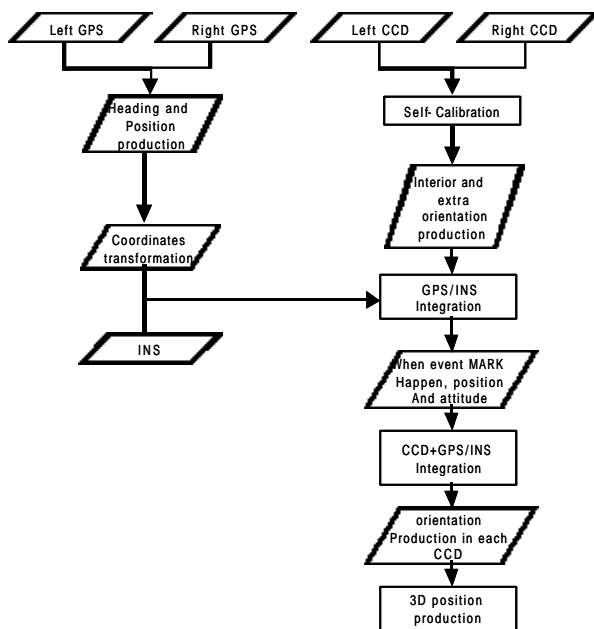 Left GPS
Right GPS
Left CCD
Right CCD
Heading and
Position
production
Self- Calibration
Interior and
extra
orientation
production
Coordinates
transformation
GPS/INS
Integration
INS
When event MARK
Happen, position
And attitude
CCD+GPS/INS
Integration
orientation
Production in each
CCD
3D position
production